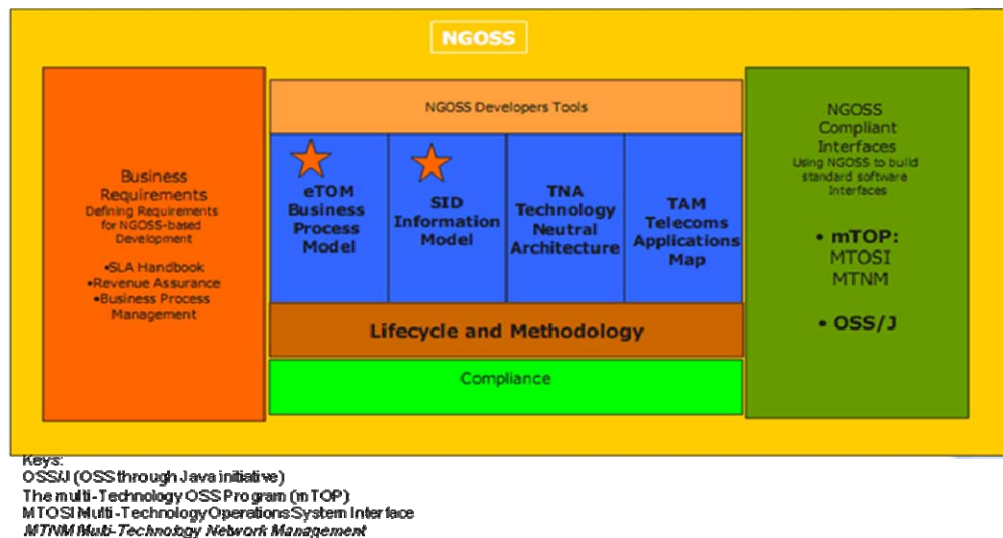 NGOSS
Business
Requirements
Defining Requirements
for NGOSS-based
Development
•SLA Handbook
•Revenue Assurance
•Business Process
Management
NGOSS Developers Tools
eTOM
Business
Process
Model
SID
Information
Model
TNA
Technology
Neutral
Architecture
TAM
Telecoms
Applications
Map
Lifecycle and Methodology
Compliance
NGOSS
Compliant
Interfaces
Using NGOSS to build
standard software
Interfaces
• mTOP:
MTOSI
MTNM
• OSS/J
Keys:
OSS/J (OSS through Java initiative)
The multi-Technology OSS Program (mTOP)
MTOSI Multi-Technology Operations System Interface
MTNM Multi-Technology Network Management